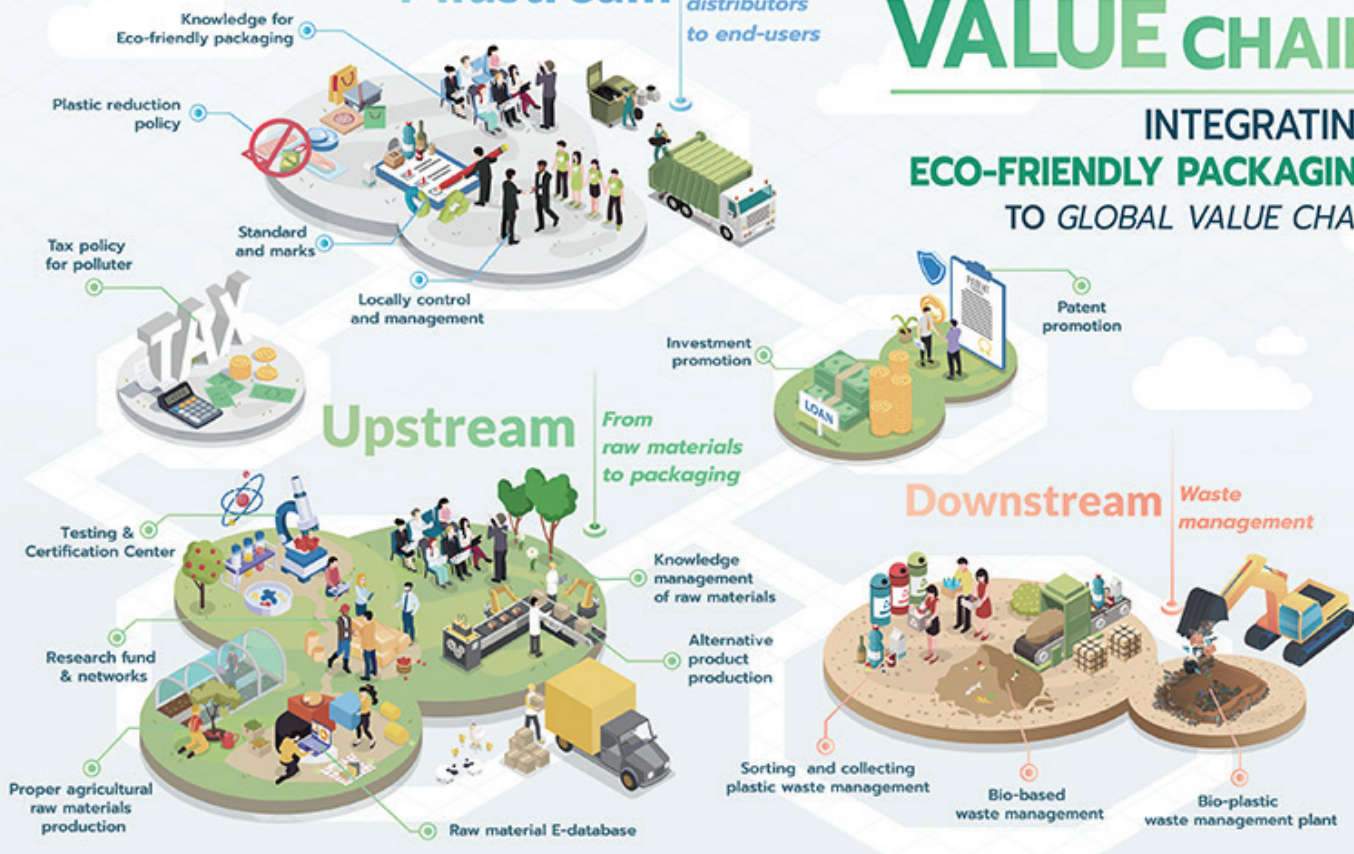 distributors
to end-users
VALUE CHAI
INTEGRATIN
ECO-FRIENDLY PACKAGIN
TO GLOBAL VALUE CHA
Knowledge for
Eco-friendly packaging
Plastic reduction
policy
Standard
and marks
Locally control
and management
Tax policy
for polluter
TAX
Investment
promotion
LOAN
Patent
promotion
PATENT
Upstream
From
raw materials
to packaging
Testing &
Certification Center
Research fund
& networks
Proper agricultural
raw materials
production
Raw material E-database
Knowledge
management
of raw materials
Alternative
product
production
Downstream
Waste
management
Sorting and collecting
plastic waste management
Bio-based
waste management
Bio-plastic
waste management plant